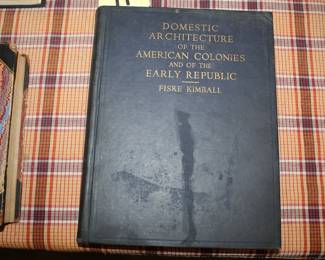 DOMESTIC
ARCHITECTURE
OF THE
AMERICAN COLONIES
AND OF THE
EARLY REPUBLIC
FISKE KIMBALL